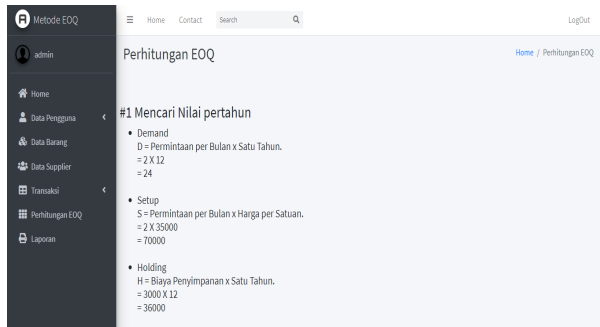 Metode EOQ
Home Contact Search LogOut
admin
Perhitungan EOQ
Home / Perhitungan EOQ
Home
Data Pengguna
Data Barang
Data Supplier
Transaksi
Perhitungan EOQ
Laporan
#1 Mencari Nilai pertahun
Demand
D = Permintaan per Bulan x Satu Tahun.
= 2 X 12
= 24
Setup
S = Permintaan per Bulan x Harga per Satuan.
= 2 X 35000
= 70000
Holding
H = Biaya Penyimpanan x Satu Tahun.
= 3000 X 12
= 36000